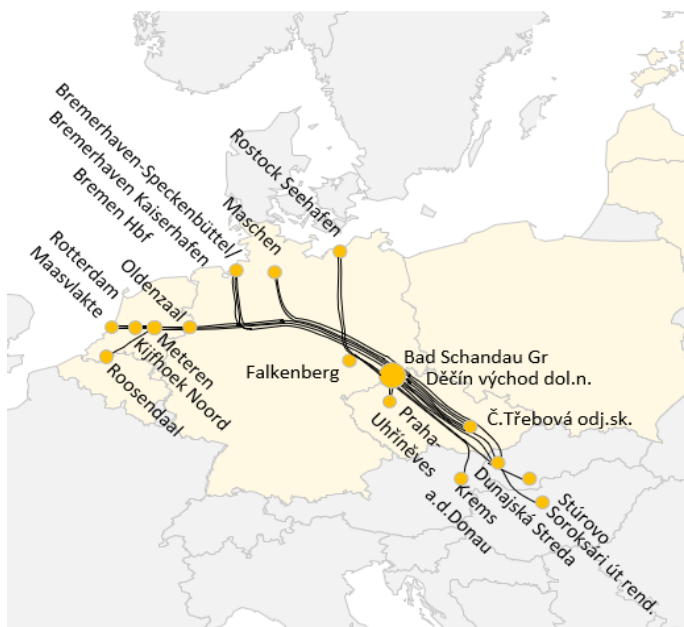 Bremerhaven-Speckenbüttel/
Bremerhaven Kaiserhafen
Bremen Hbf
Rostock Seehafen
Maschen
Rotterdam
Maasvlakte
Oldenzaal
Meteren
Kijfhoek Noord
Roosendaal
Falkenberg
Bad Schandau Gr
Děčín východ dol.n.
Č.Třebová odj.sk.
Praha-
Uhříněves
Krems
a.d.Donau
Dunajská Streda
Štúrovo
Soroksári út rend.